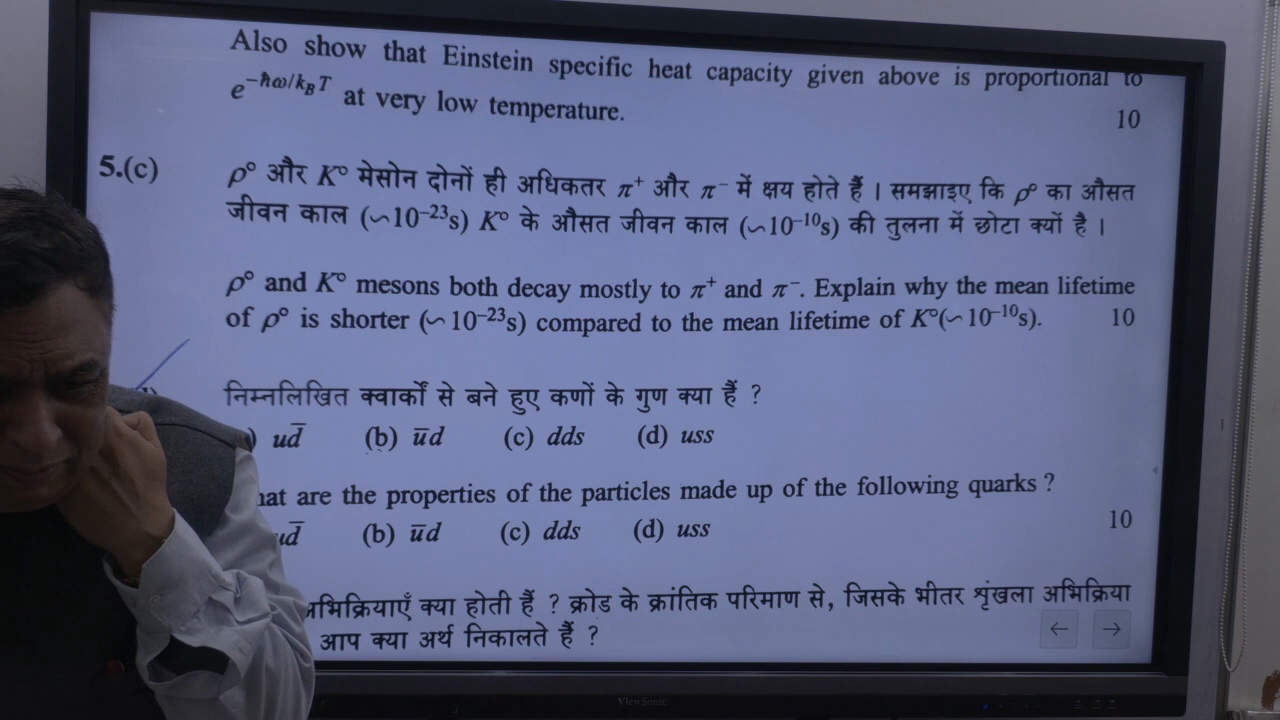 Also show that Einstein specific heat capacity given above is proportional to
e^{-ħω/k_BT} at very low temperature.
10
5.(c) ρ° और K° मेसोन दोनों ही अधिकतर π⁺ और π⁻ में क्षय होते हैं । समझाइए कि ρ° का औसत
जीवन काल (∽10⁻²³s) K° के औसत जीवन काल (∽10⁻¹⁰s) की तुलना में छोटा क्यों है ।
ρ° and K° mesons both decay mostly to π⁺ and π⁻. Explain why the mean lifetime
of ρ° is shorter (∽ 10⁻²³s) compared to the mean lifetime of K°(∽ 10⁻¹⁰s). 10
निम्नलिखित क्वार्कों से बने हुए कणों के गुण क्या हैं ?
) ud̅ (b) u̅d (c) dds (d) uss
hat are the properties of the particles made up of the following quarks ?
ud̅ (b) u̅d (c) dds (d) uss
10
अभिक्रियाएँ क्या होती हैं ? क्रोड के क्रांतिक परिमाण से, जिसके भीतर शृंखला अभिक्रिया
आप क्या अर्थ निकालते हैं ?
← →
ViewSonic